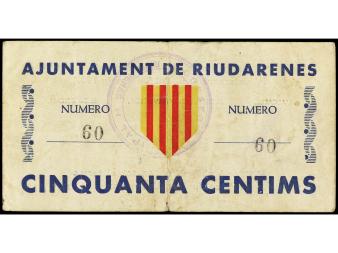 AJUNTAMENT DE RIUDARENES
NUMERO NUMERO
60 60
CINQUANTA CENTIMS